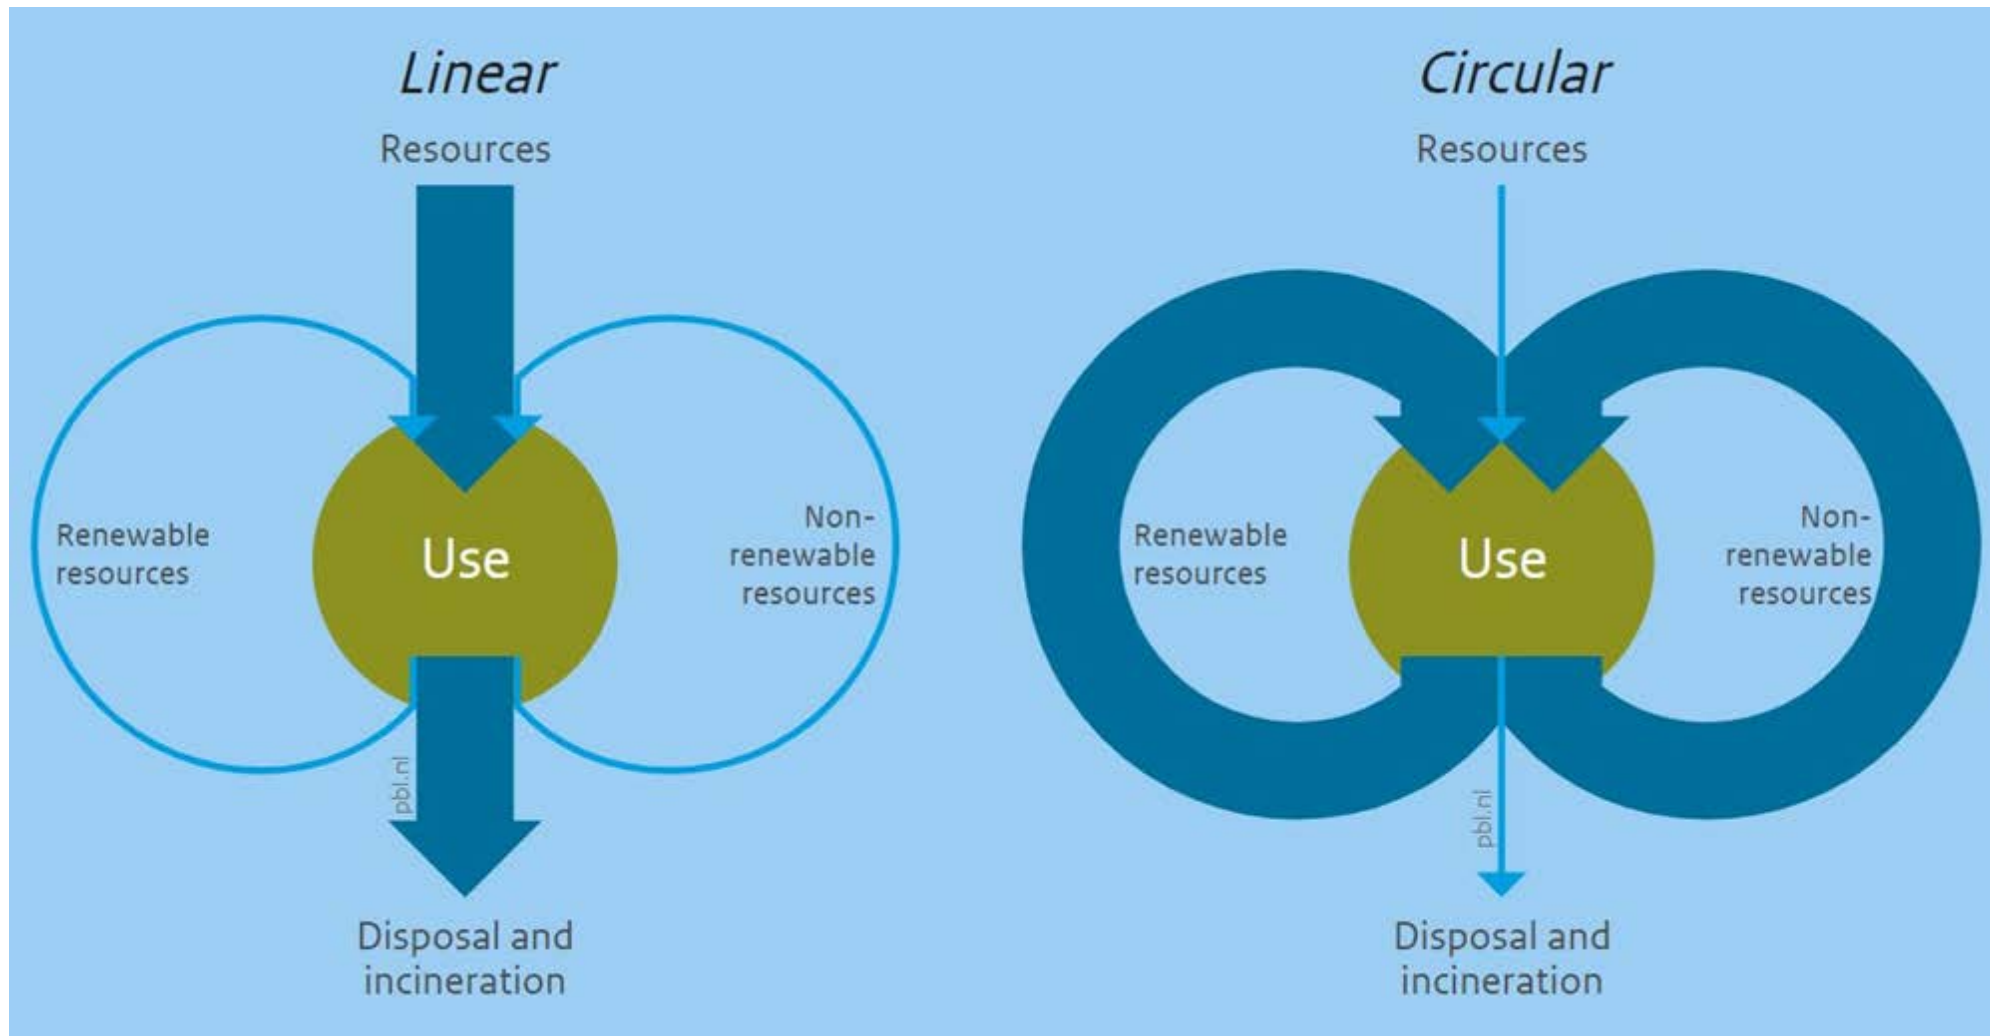 Linear
Resources
Renewable
resources
Use
Non-
renewable
resources
pbl.nl
Disposal and
incineration
Circular
Resources
Renewable
resources
Use
Non-
renewable
resources
pbl.nl
Disposal and
incineration